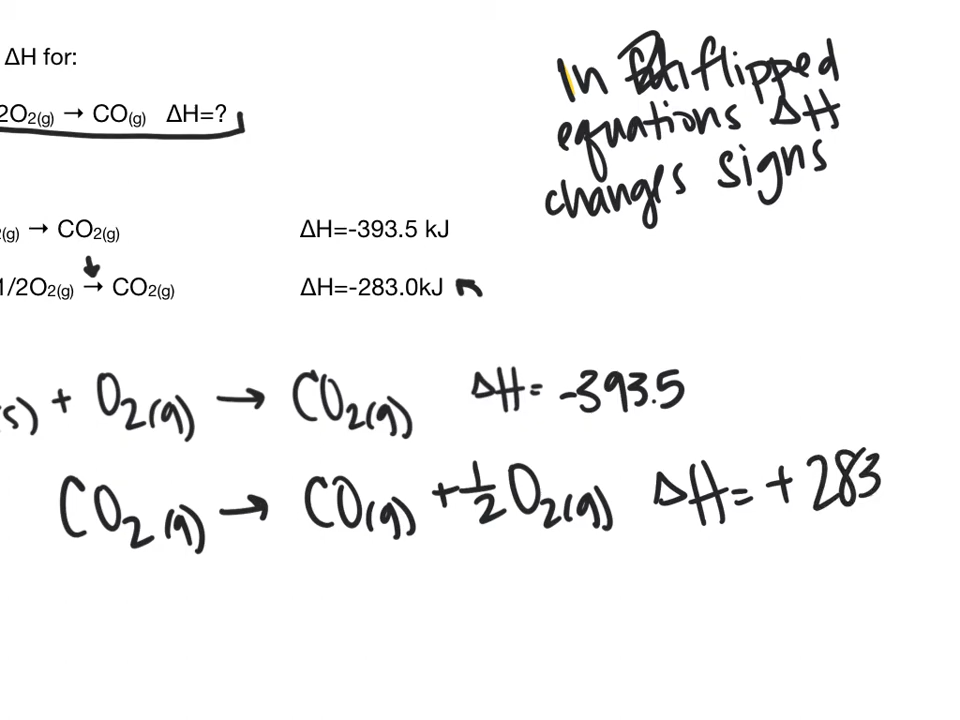 ΔH for:
2O2(g) → CO(g) ΔH=?
In flipped
equations ΔH
changes signs
2(g) → CO2(g) ΔH=-393.5 kJ
1/2O2(g) → CO2(g) ΔH=-283.0kJ
(s) + O2(g) → CO2(g) ΔH= -393.5
CO2(g) → CO(g) + 1/2 O2(g) ΔH= +283